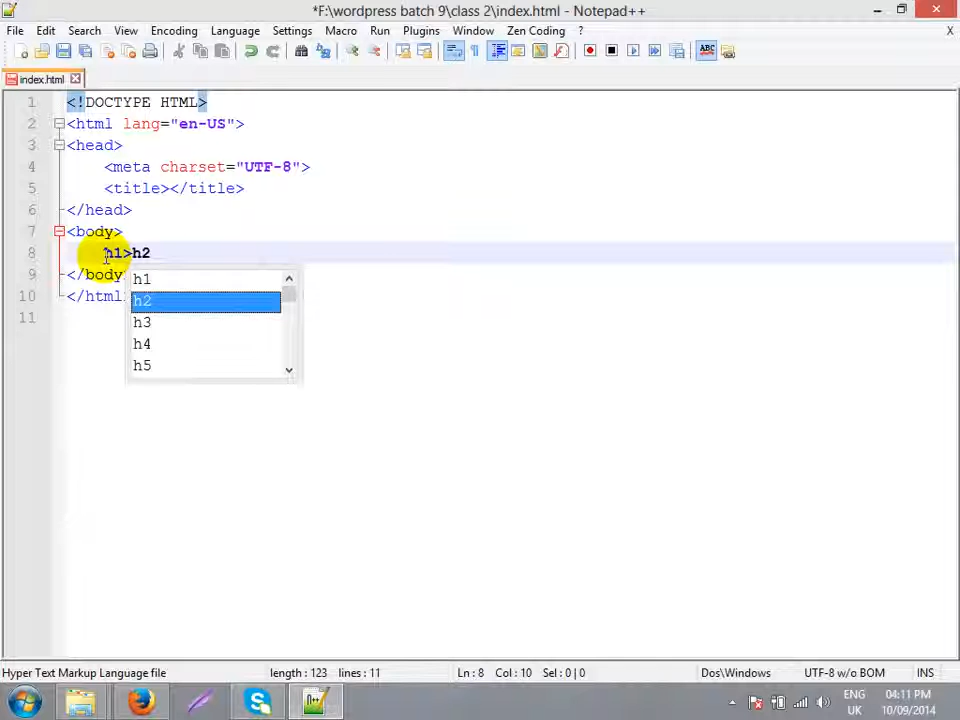 *F:\wordpress batch 9\class 2\index.html - Notepad++
File Edit Search View Encoding Language Settings Macro Run Plugins Window Zen Coding ? X
index.html
1 <!DOCTYPE HTML>
2 <html lang="en-US">
3 <head>
4 <meta charset="UTF-8">
5 <title></title>
6 </head>
7 <body>
8 h1>h2
9 </body
10 </html
11
h1
h2
h3
h4
h5
Hyper Text Markup Language file length : 123 lines : 11 Ln : 8 Col : 10 Sel : 0 | 0 Dos\Windows UTF-8 w/o BOM INS
ENG 04:11 PM
UK 10/09/2014